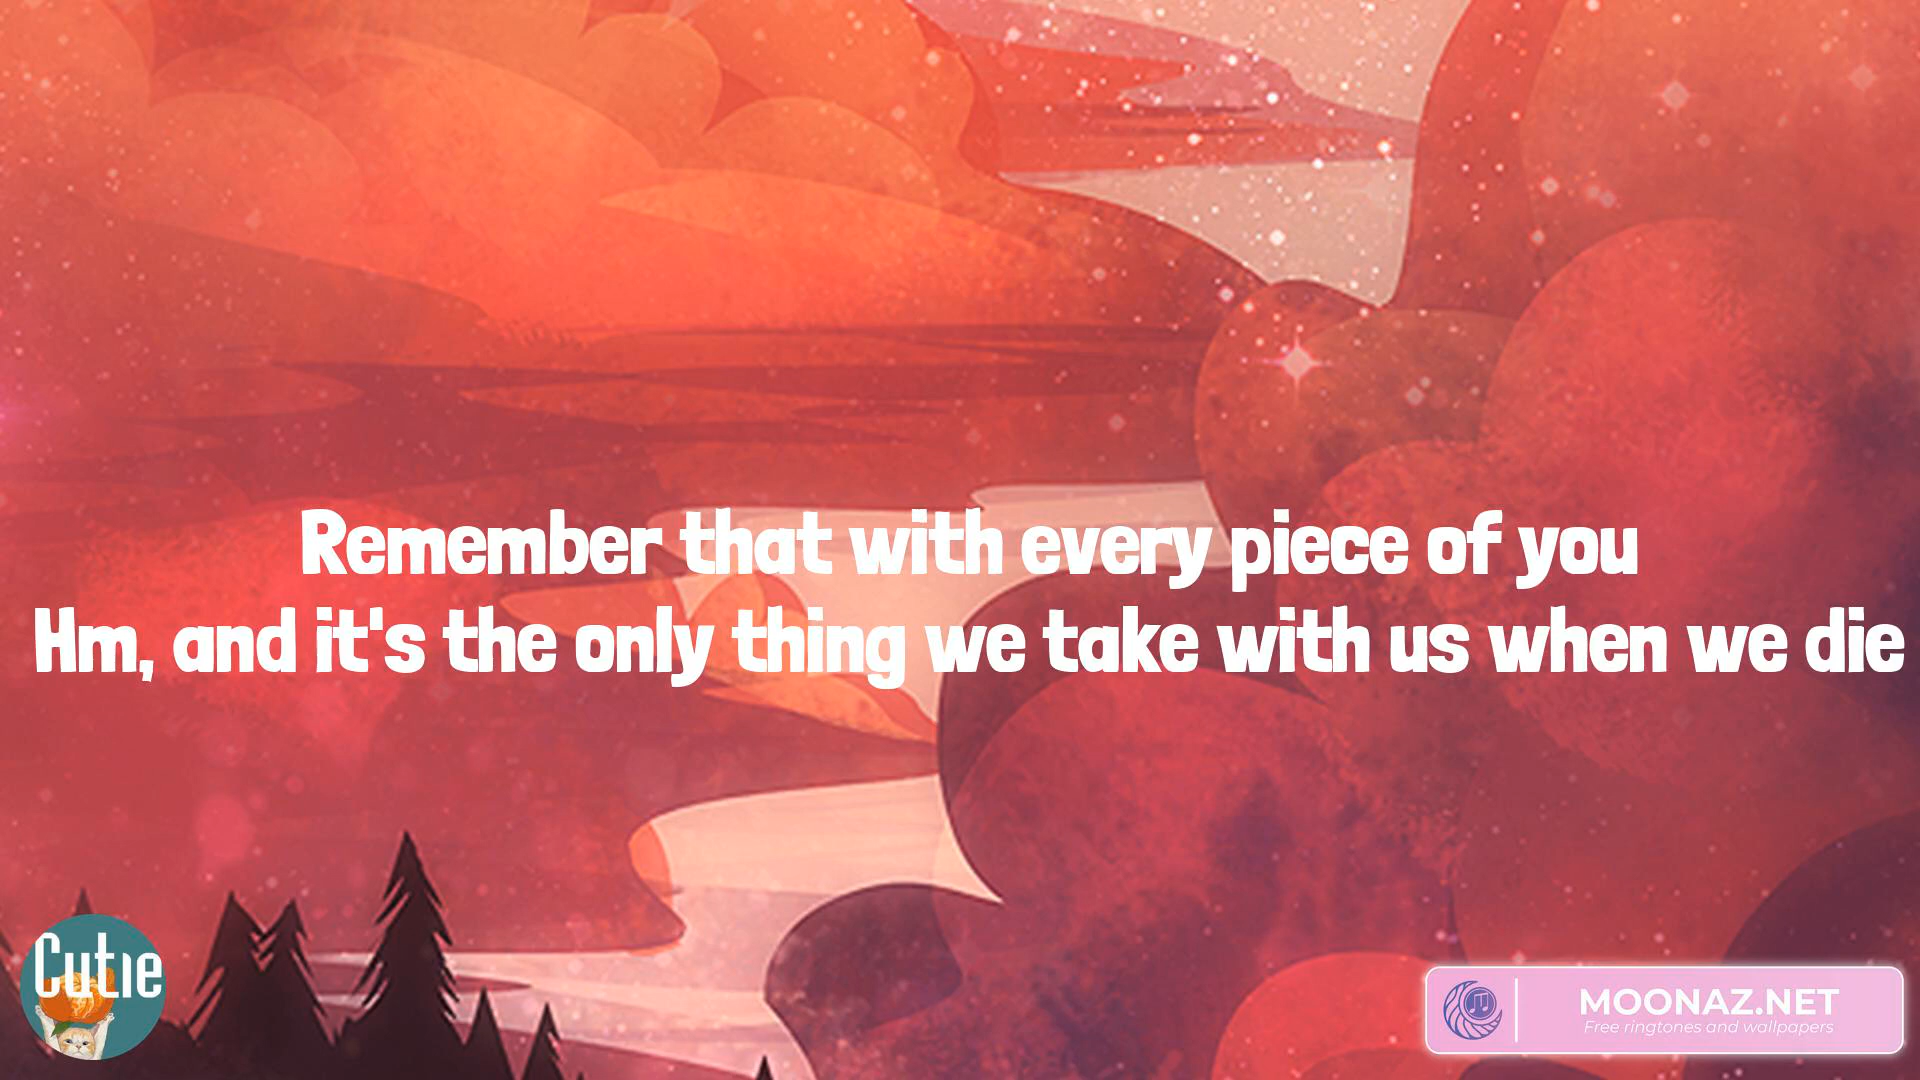 Remember that with every piece of you
Hm, and it's the only thing we take with us when we die
Cutie
MOONAZ.NET
Free ringtones and wallpapers